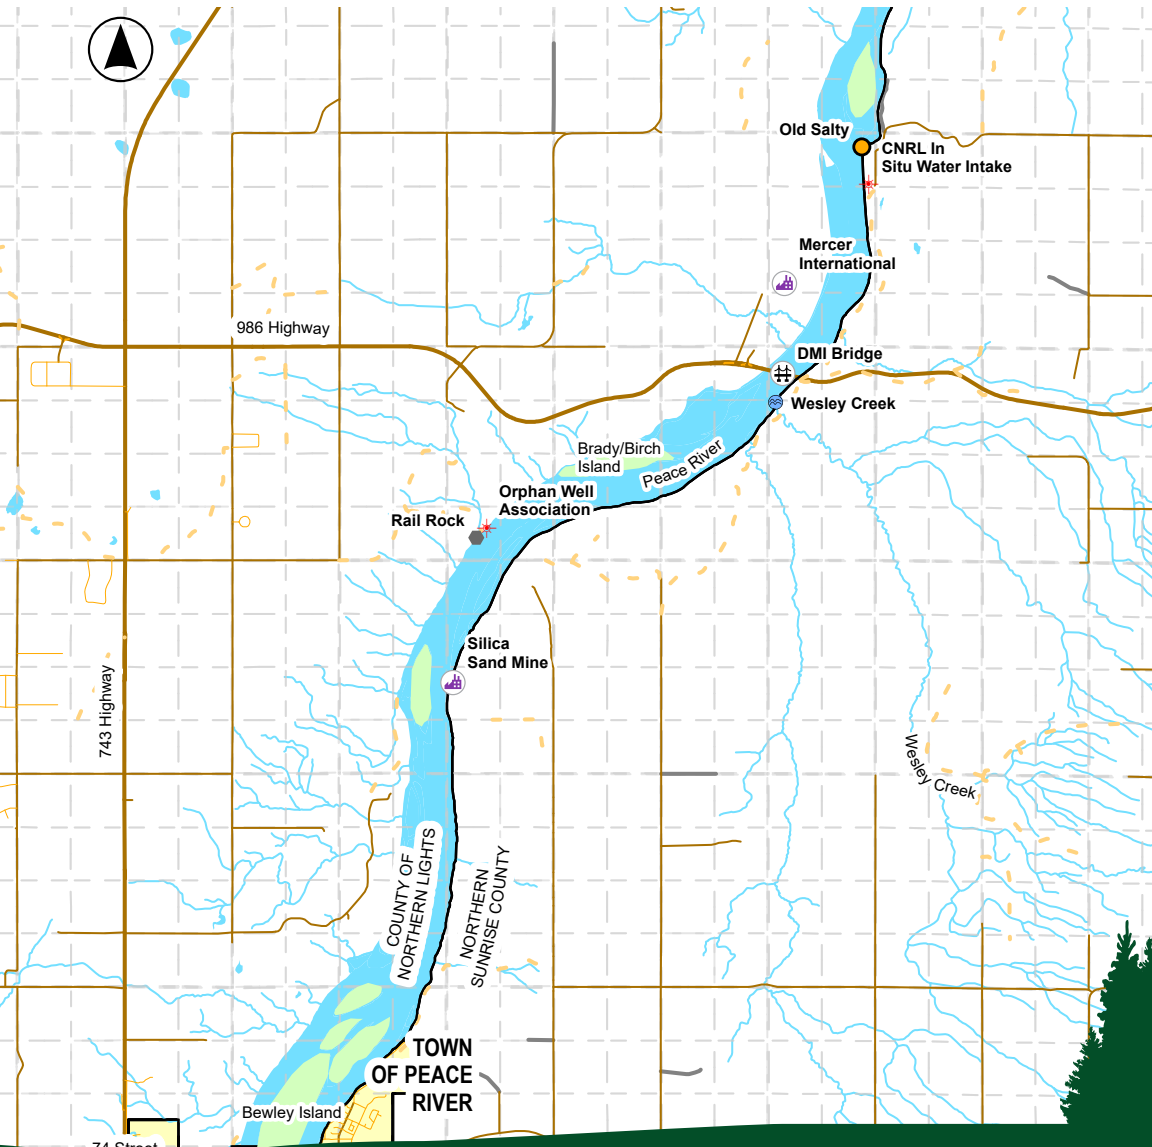 Old Salty
CNRL In
Situ Water Intake
Mercer
International
986 Highway
DMI Bridge
Wesley Creek
Brady/Birch
Island
Peace River
Orphan Well
Association
Rail Rock
Silica
Sand Mine
743 Highway
Wesley Creek
COUNTY OF
NORTHERN LIGHTS
NORTHERN
SUNRISE COUNTY
TOWN
OF PEACE
RIVER
Bewley Island
74 Street